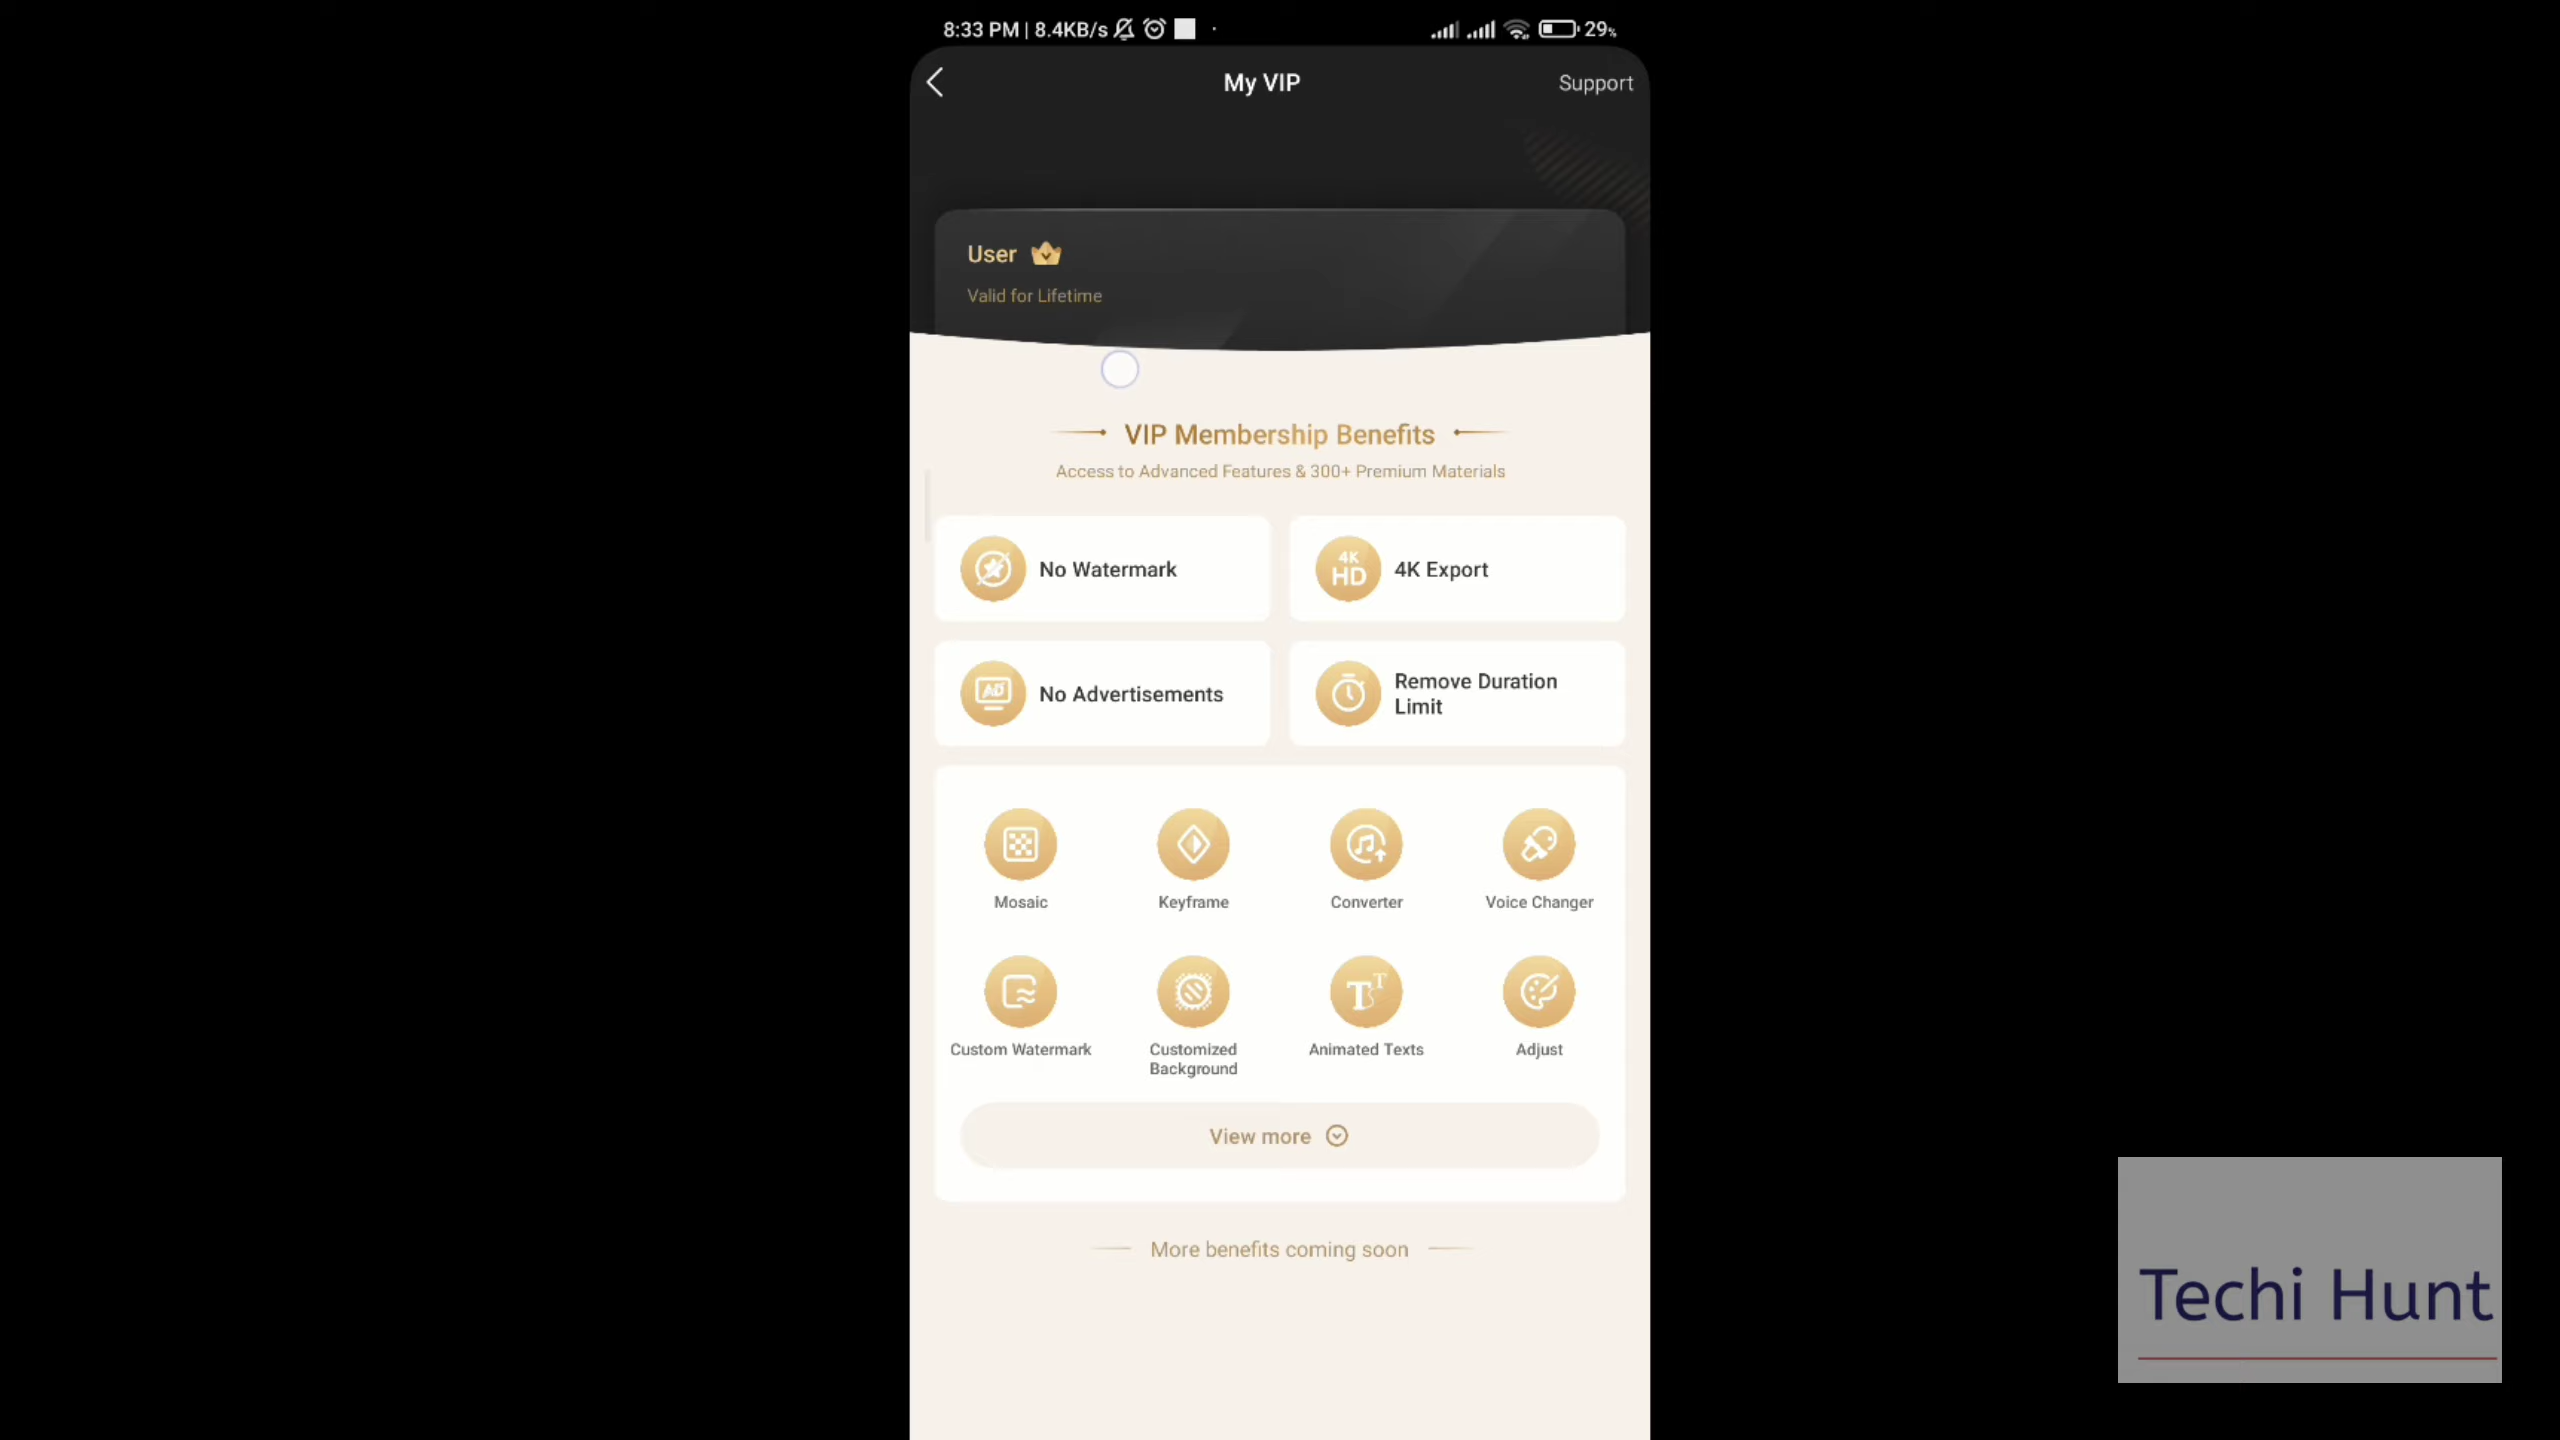 8:33 PM | 8.4KB/s
29%
My VIP
Support
User
Valid for Lifetime
VIP Membership Benefits
Access to Advanced Features & 300+ Premium Materials
No Watermark
4K
HD
4K Export
AD
No Advertisements
Remove Duration
Limit
Mosaic
Keyframe
Converter
Voice Changer
Custom Watermark
Customized
Background
Animated Texts
Adjust
View more
More benefits coming soon
Techi Hunt